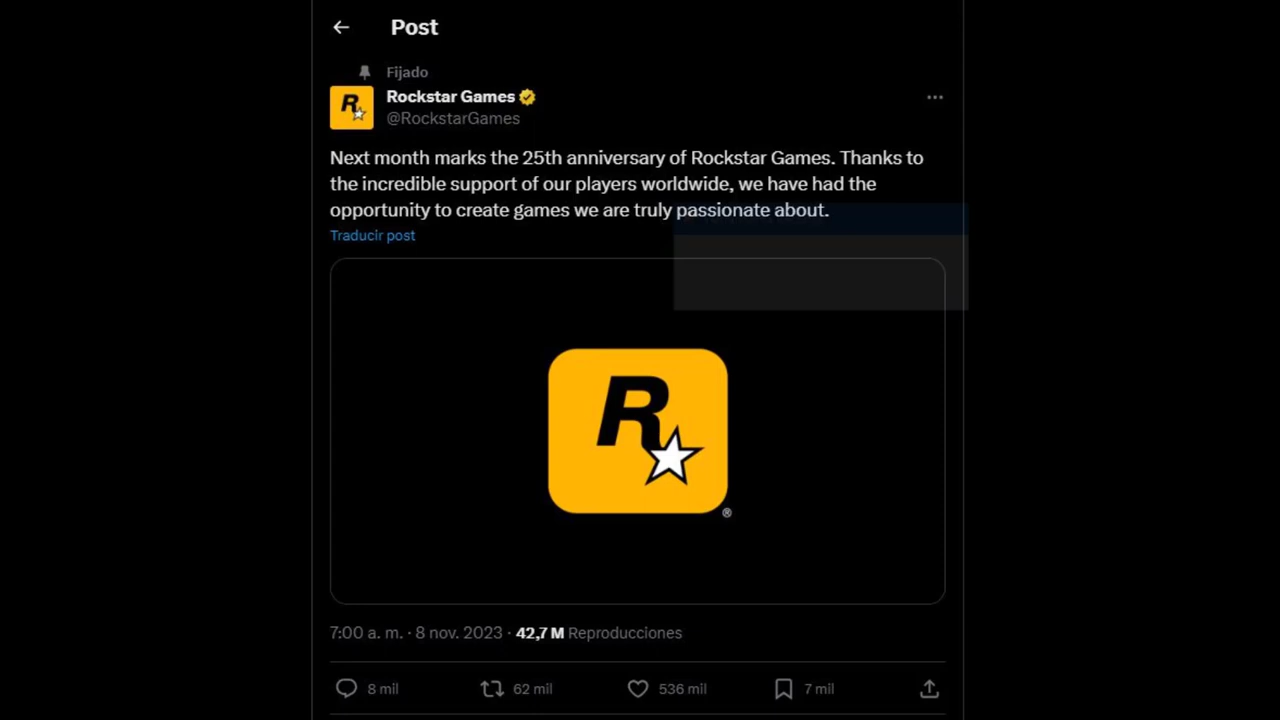 Post
Fijado
Rockstar Games
@RockstarGames
Next month marks the 25th anniversary of Rockstar Games. Thanks to
the incredible support of our players worldwide, we have had the
opportunity to create games we are truly passionate about.
Traducir post
R
®
7:00 a. m. · 8 nov. 2023 · 42,7 M Reproducciones
8 mil 62 mil 536 mil 7 mil